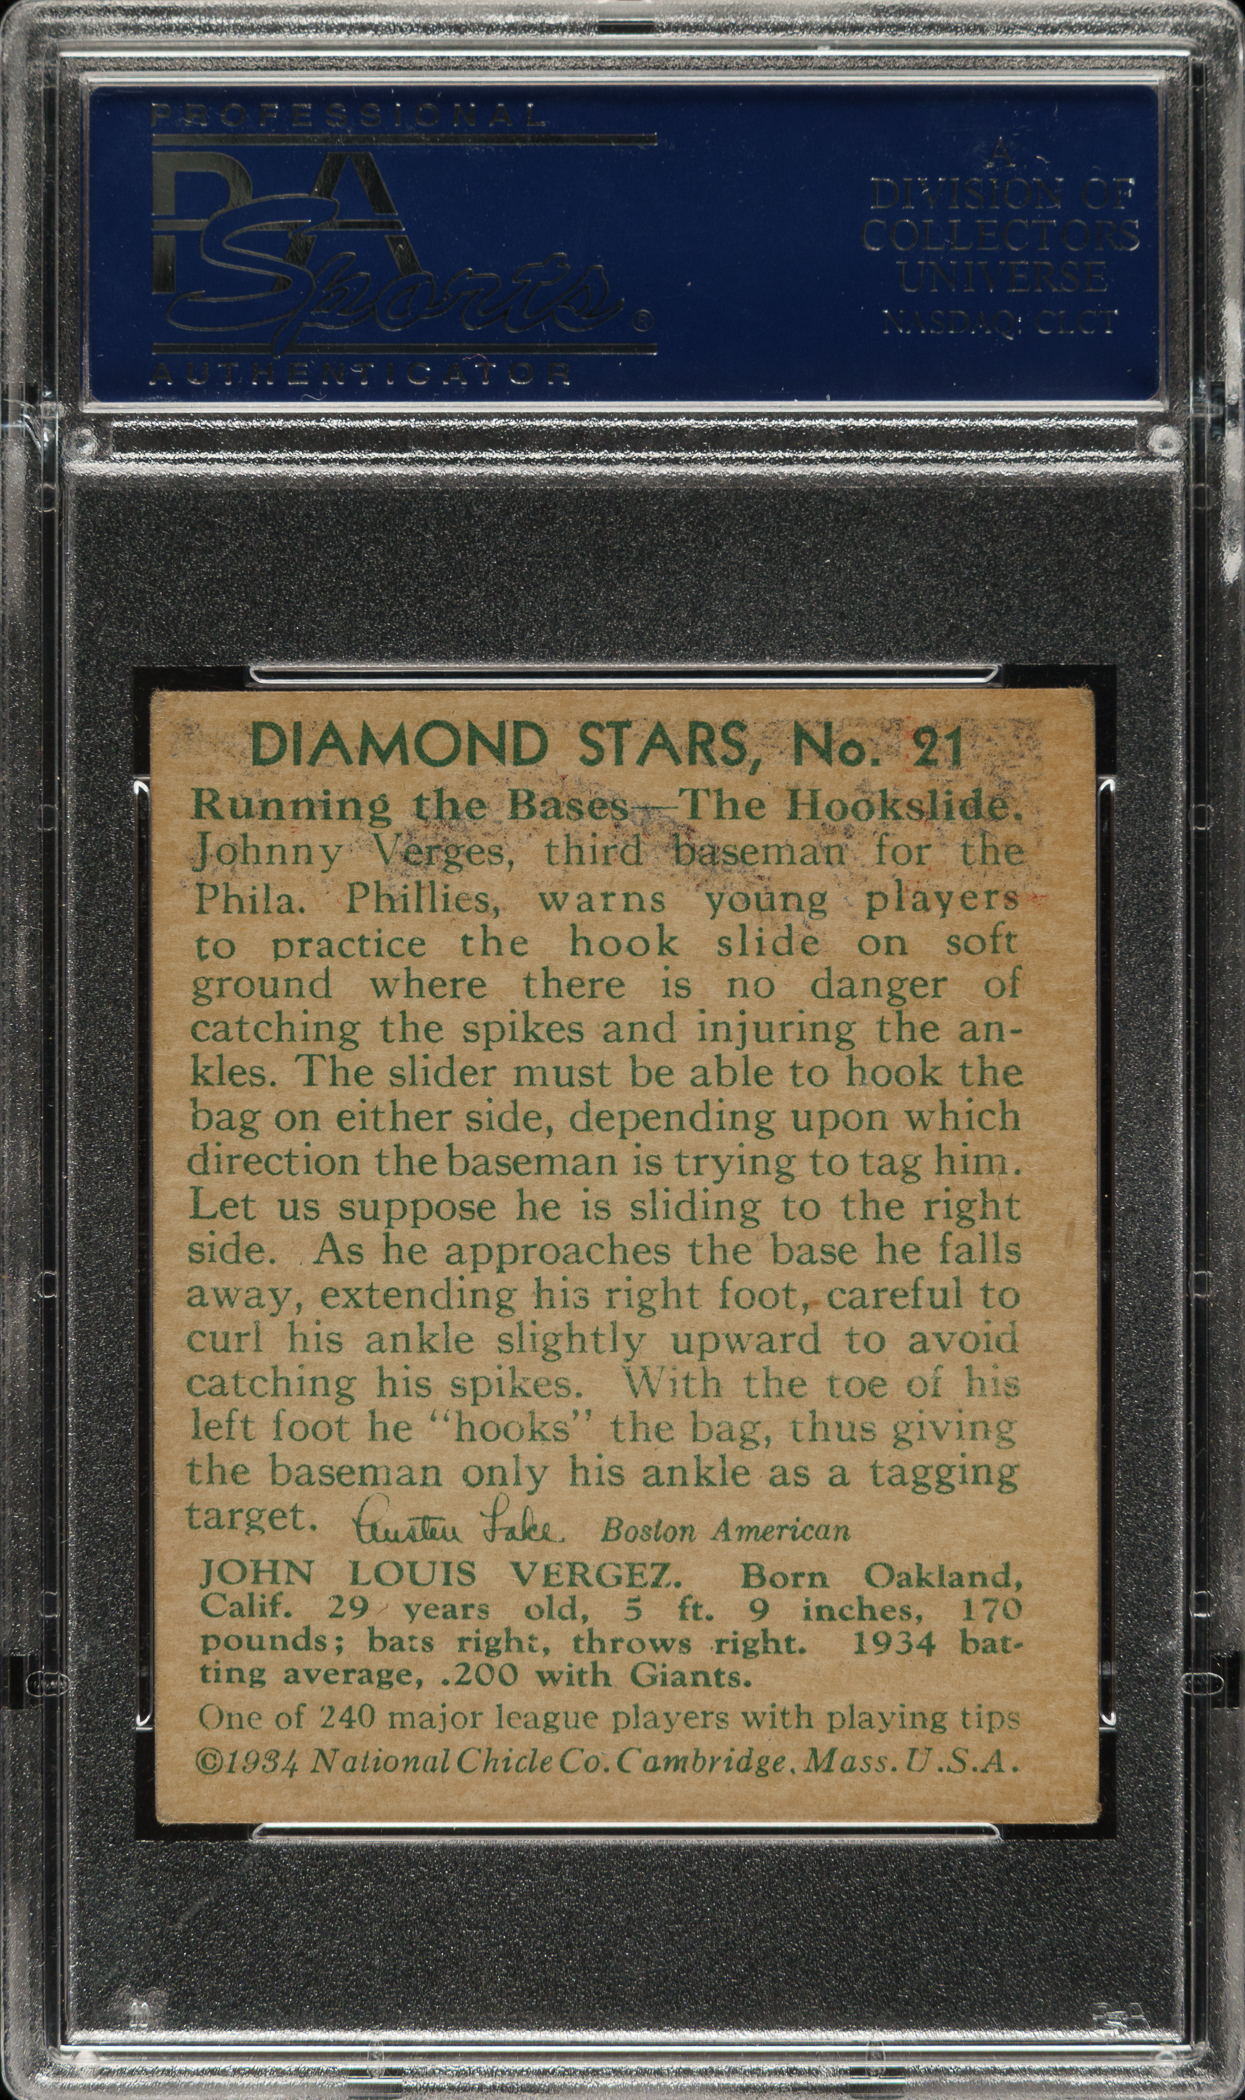 PROFESSIONAL
PSA
Sports ®
AUTHENTICATOR
A
DIVISION OF
COLLECTORS
UNIVERSE
NASDAQ: CLCT
DIAMOND STARS, No. 21
Running the Bases—The Hookslide.
Johnny Verges, third baseman for the
Phila. Phillies, warns young players
to practice the hook slide on soft
ground where there is no danger of
catching the spikes and injuring the an-
kles. The slider must be able to hook the
bag on either side, depending upon which
direction the baseman is trying to tag him.
Let us suppose he is sliding to the right
side. As he approaches the base he falls
away, extending his right foot, careful to
curl his ankle slightly upward to avoid
catching his spikes. With the toe of his
left foot he "hooks" the bag, thus giving
the baseman only his ankle as a tagging
target. Austen Lake. Boston American
JOHN LOUIS VERGEZ. Born Oakland,
Calif. 29 years old, 5 ft. 9 inches, 170
pounds; bats right, throws right. 1934 bat-
ting average, .200 with Giants.
One of 240 major league players with playing tips
©1934 National Chicle Co. Cambridge, Mass. U.S.A.